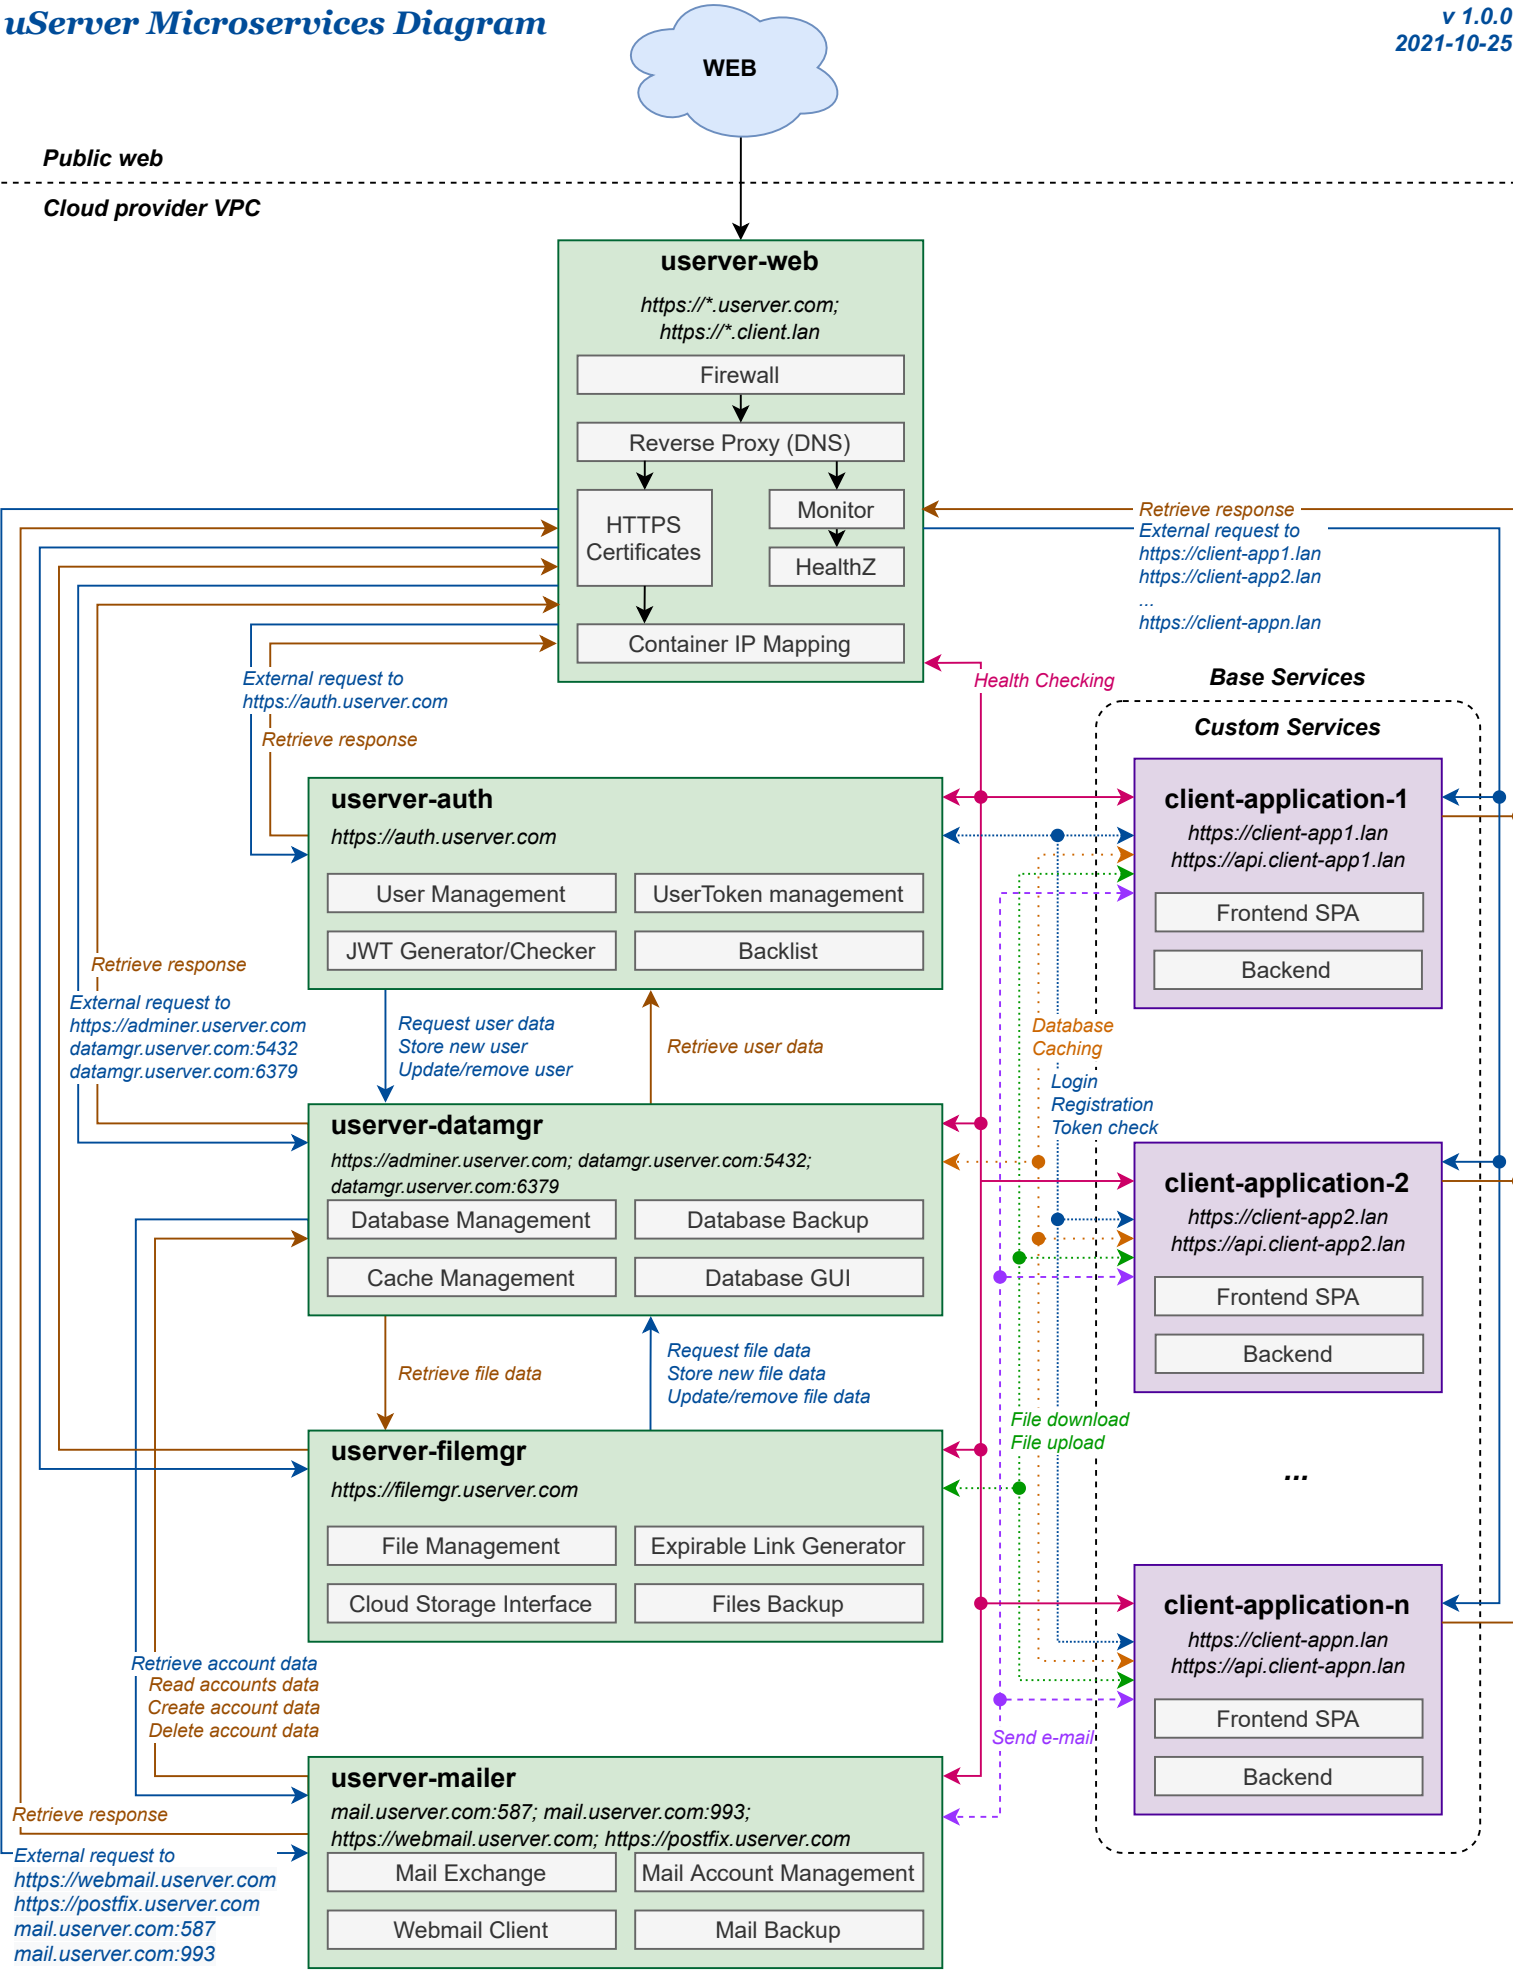 uServer Microservices Diagram
v 1.0.0
2021-10-25
WEB
Public web
Cloud provider VPC
userver-web
https://*.userver.com;
https://*.client.lan
Firewall
Reverse Proxy (DNS)
HTTPS
Certificates
Monitor
HealthZ
Container IP Mapping
Retrieve response
External request to
https://client-app1.lan
https://client-app2.lan
...
https://client-appn.lan
External request to
https://auth.userver.com
Retrieve response
Health Checking
Base Services
Custom Services
userver-auth
https://auth.userver.com
User Management
UserToken management
JWT Generator/Checker
Backlist
client-application-1
https://client-app1.lan
https://api.client-app1.lan
Frontend SPA
Backend
Retrieve response
External request to
https://adminer.userver.com
datamgr.userver.com:5432
datamgr.userver.com:6379
Request user data
Store new user
Update/remove user
Retrieve user data
Database
Caching
Login
Registration
Token check
userver-datamgr
https://adminer.userver.com; datamgr.userver.com:5432;
datamgr.userver.com:6379
Database Management
Database Backup
Cache Management
Database GUI
client-application-2
https://client-app2.lan
https://api.client-app2.lan
Frontend SPA
Backend
Retrieve file data
Request file data
Store new file data
Update/remove file data
File download
File upload
userver-filemgr
https://filemgr.userver.com
File Management
Expirable Link Generator
Cloud Storage Interface
Files Backup
...
client-application-n
https://client-appn.lan
https://api.client-appn.lan
Frontend SPA
Backend
Retrieve account data
Read accounts data
Create account data
Delete account data
Send e-mail
userver-mailer
mail.userver.com:587; mail.userver.com:993;
https://webmail.userver.com; https://postfix.userver.com
Mail Exchange
Mail Account Management
Webmail Client
Mail Backup
Retrieve response
External request to
https://webmail.userver.com
https://postfix.userver.com
mail.userver.com:587
mail.userver.com:993